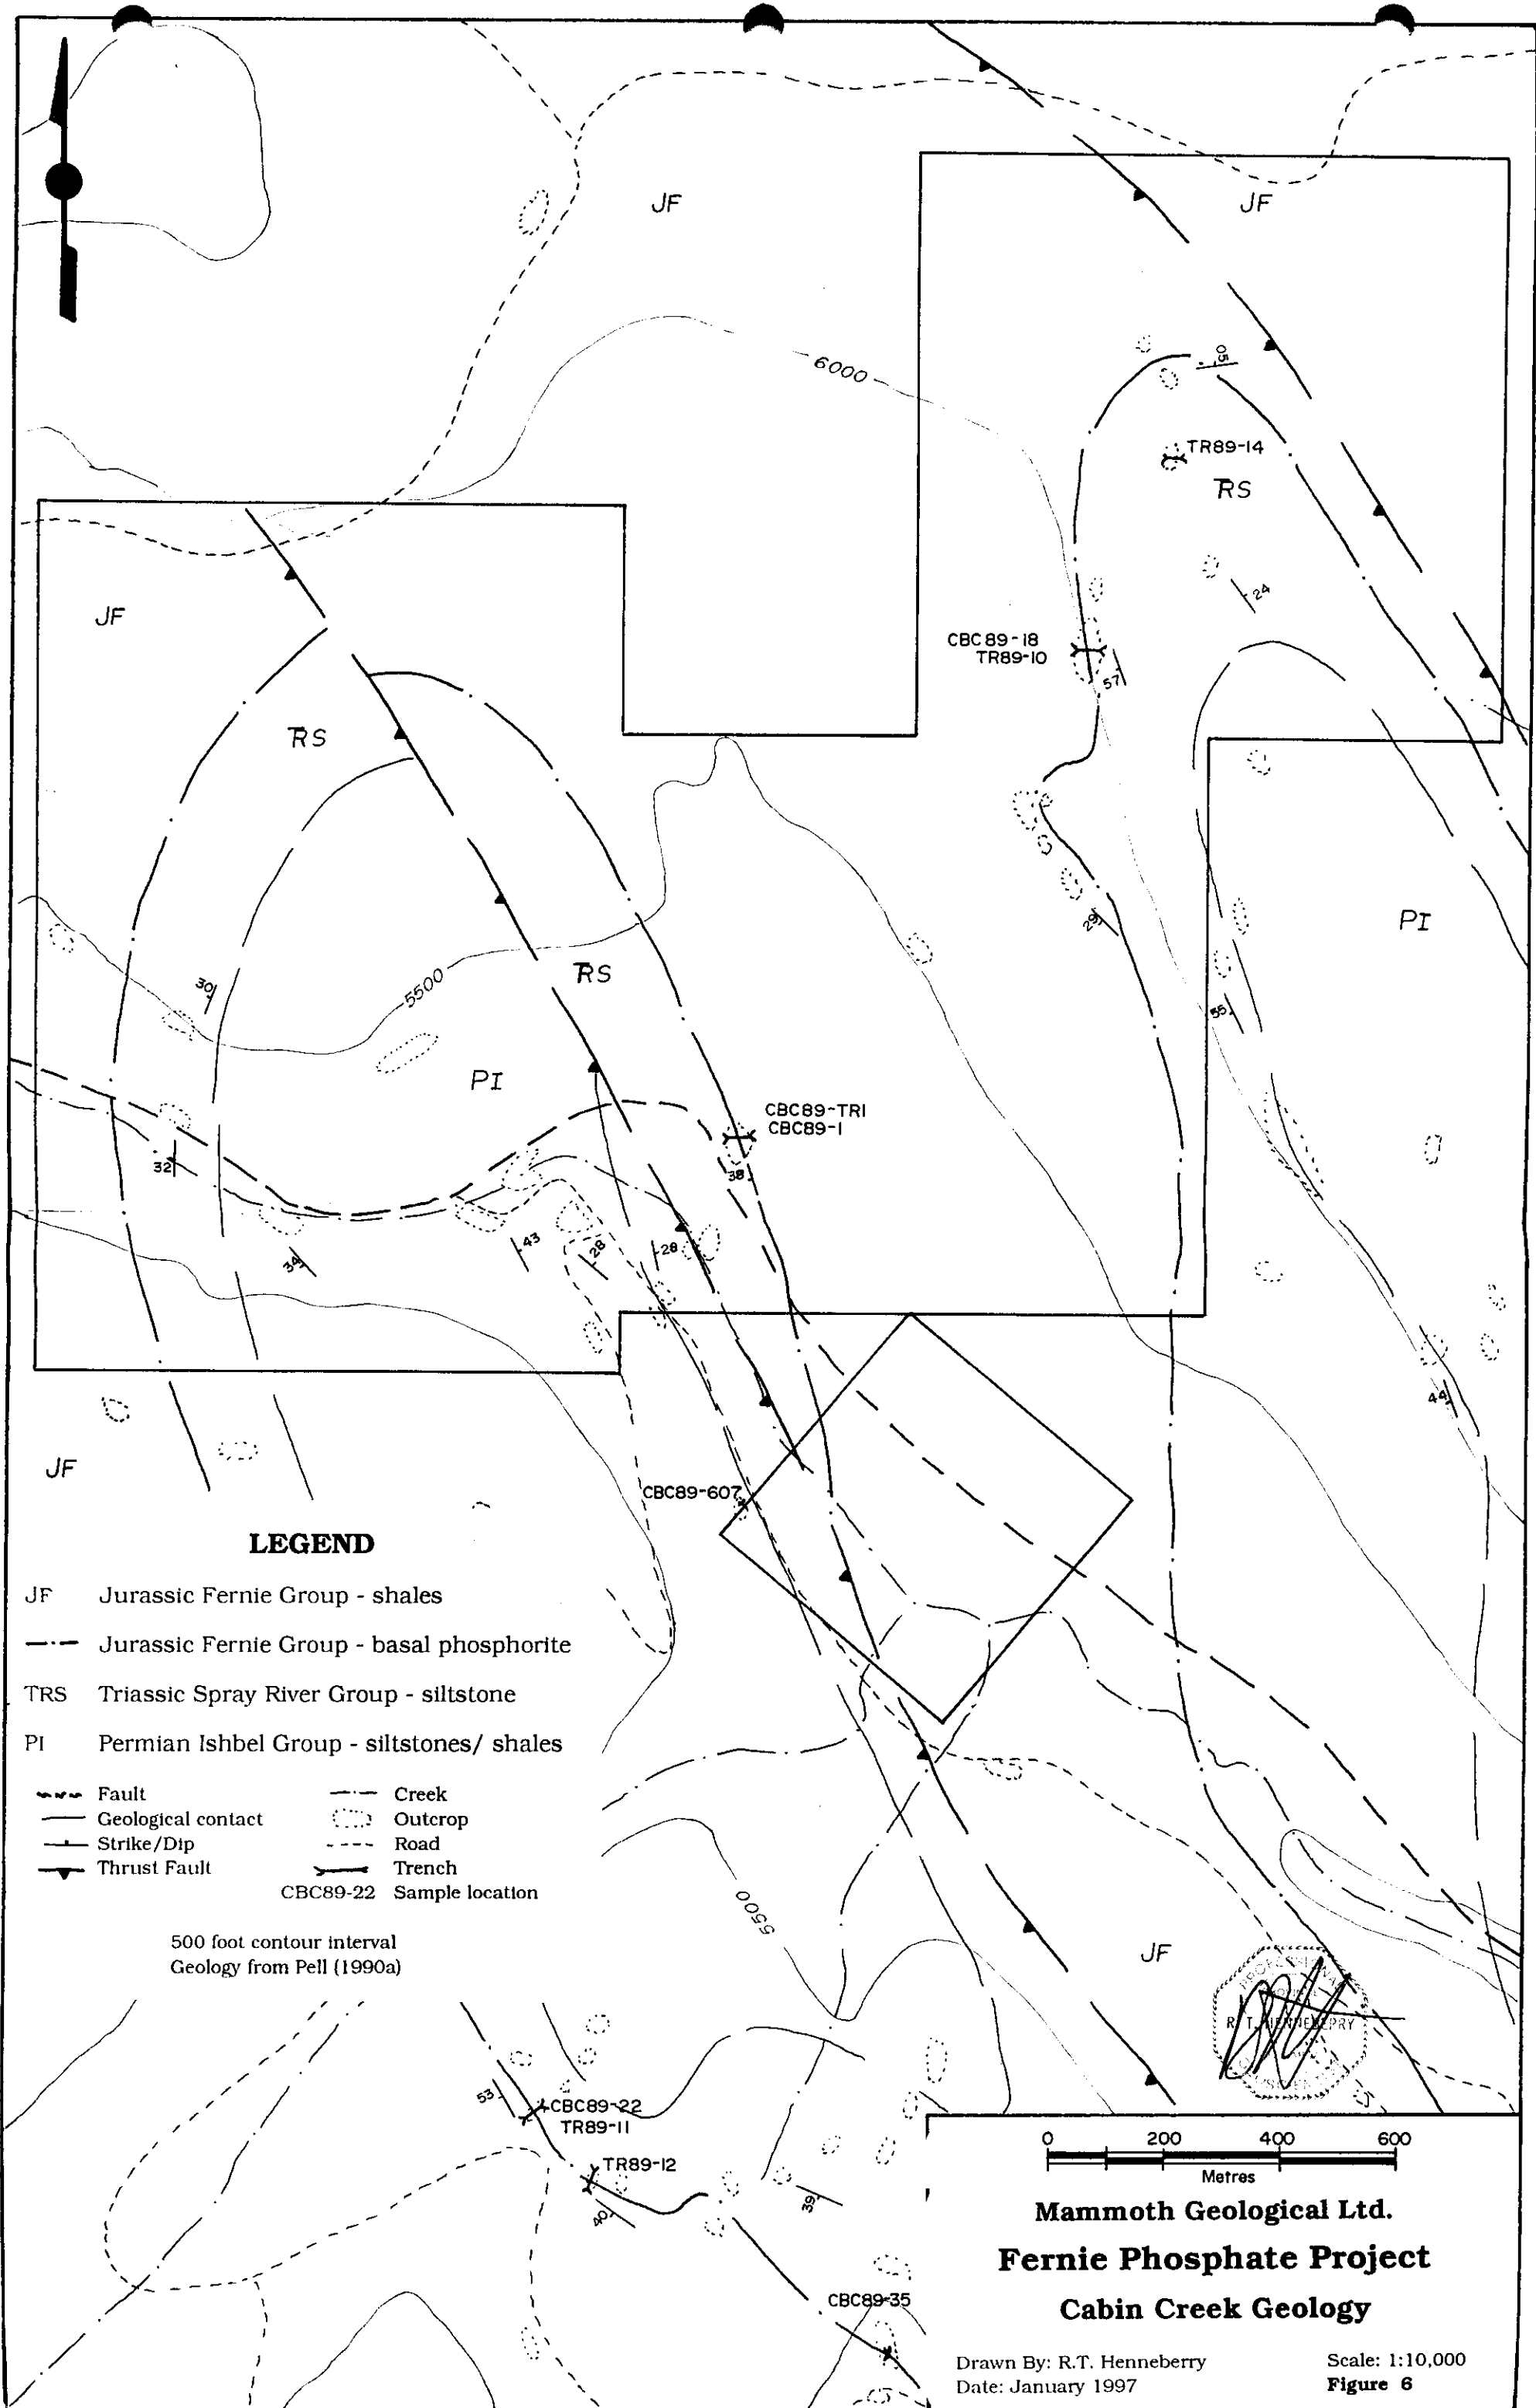 JF
JF
6000
05
TR89-14
TRS
24
JF
CBC89-18
TR89-10
57
TRS
29
PI
TRS
30
5500
55
PI
CBC89-TR1
CBC89-1
32
38
43
28
28
34
44
JF
CBC89-607
LEGEND
JF Jurassic Fernie Group - shales
Jurassic Fernie Group - basal phosphorite
TRS Triassic Spray River Group - siltstone
PI Permian Ishbel Group - siltstones/ shales
Fault Creek
Geological contact Outcrop
Strike/Dip Road
Thrust Fault Trench
CBC89-22 Sample location
500 foot contour interval
Geology from Pell (1990a)
5500
JF
R. T. HENNEBERRY
53
CBC89-22
TR89-11
TR89-12
40
39
CBC89-35
0 200 400 600
Metres
Mammoth Geological Ltd.
Fernie Phosphate Project
Cabin Creek Geology
Drawn By: R.T. Henneberry Scale: 1:10,000
Date: January 1997 Figure 6